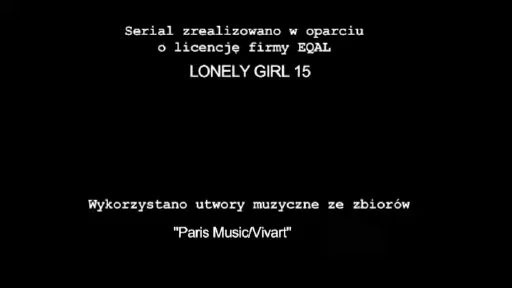 Serial zrealizowano w oparciu
o licencję firmy EQAL
LONELY GIRL 15
Wykorzystano utwory muzyczne ze zbiorów
"Paris Music/Vivart"